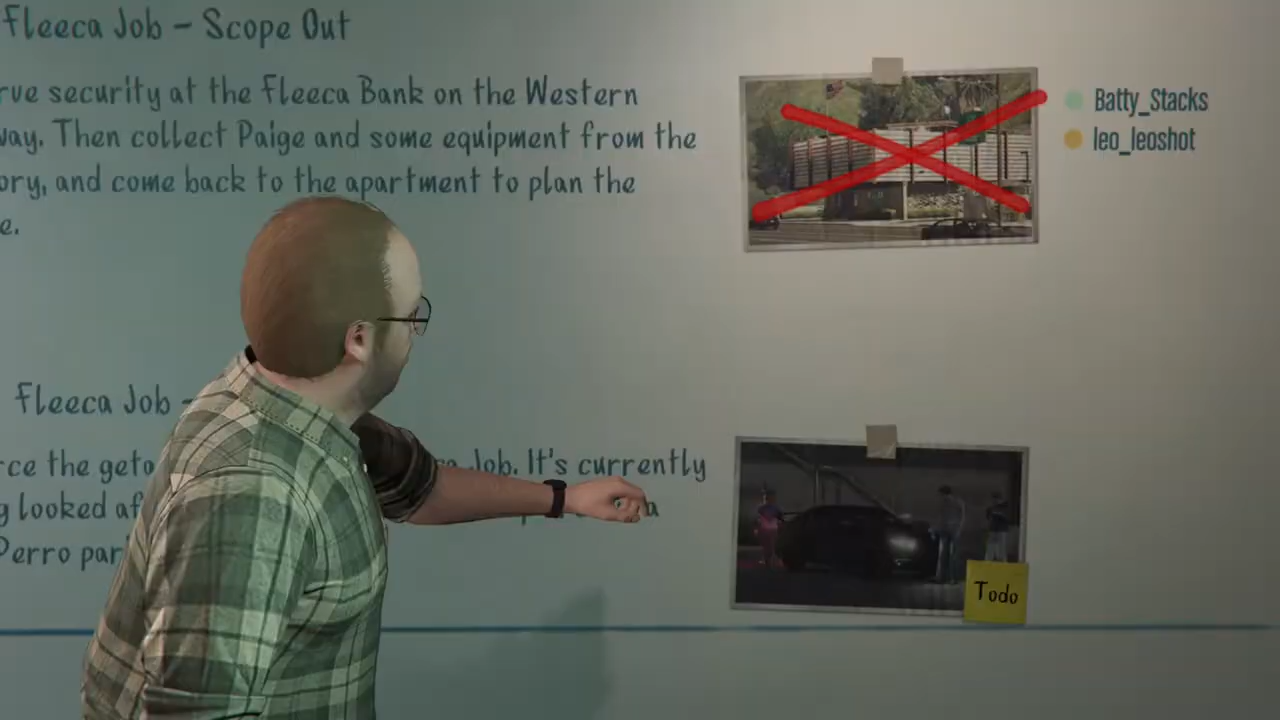 Fleeca Job - Scope Out
rve security at the Fleeca Bank on the Western
way. Then collect Paige and some equipment from the
ory, and come back to the apartment to plan the
e.
Batty_Stacks
leo_leoshot
Fleeca Job -
rce the geta
Job. It's currently
g looked af
a
Perro par
Todo